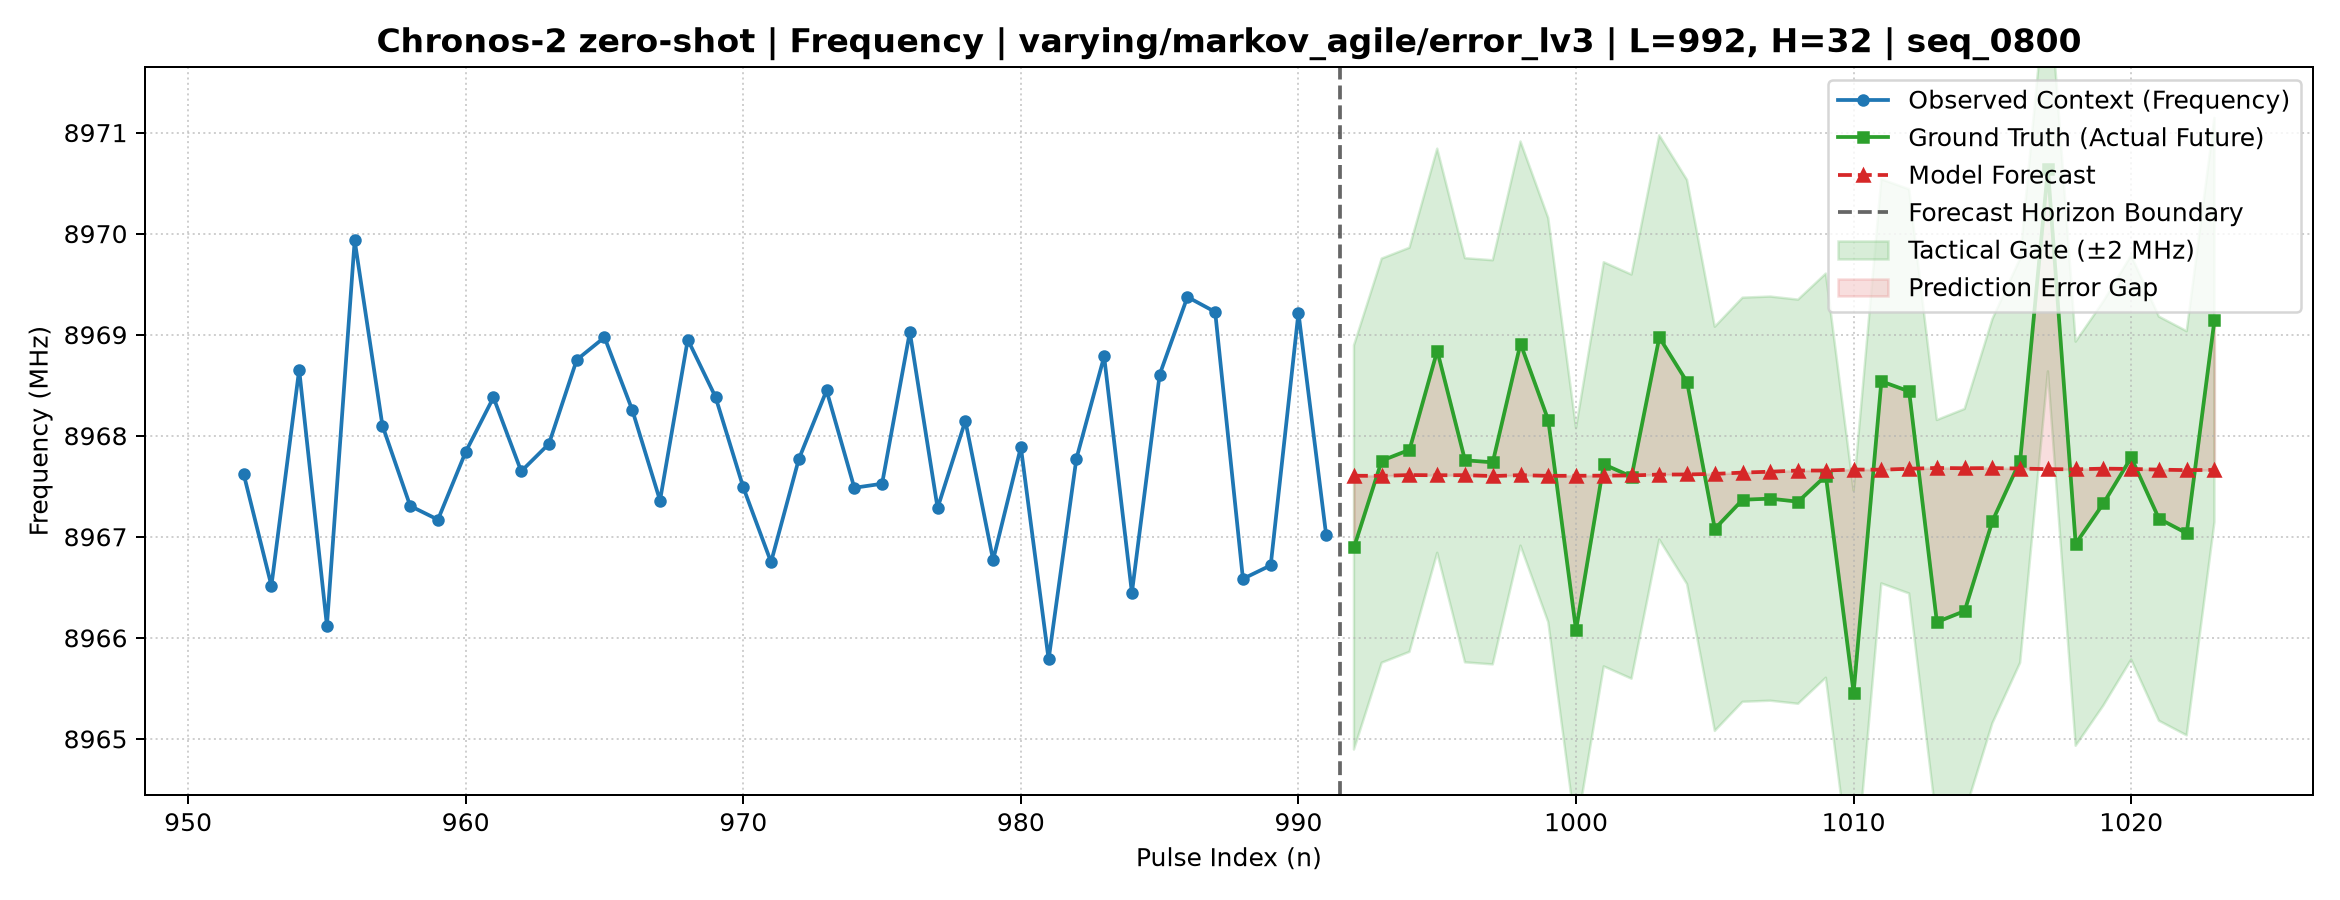 Chronos-2 zero-shot | Frequency | varying/markov_agile/error_lv3 | L=992, H=32 | seq_0800
Observed Context (Frequency)
Ground Truth (Actual Future)
Model Forecast
Forecast Horizon Boundary
Tactical Gate (±2 MHz)
Prediction Error Gap
Frequency (MHz)
8971
8970
8969
8968
8967
8966
8965
950 960 970 980 990 1000 1010 1020
Pulse Index (n)